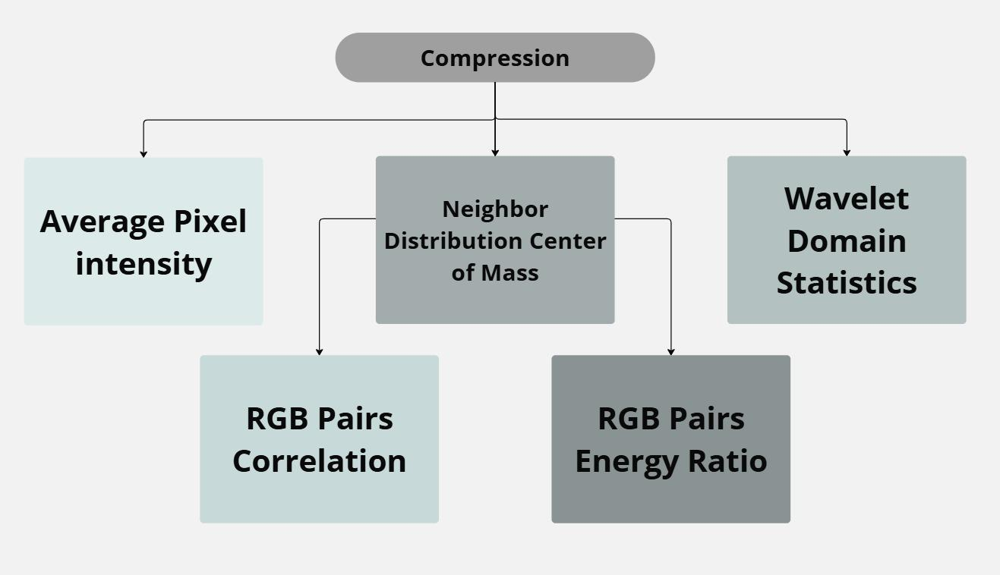 Compression
Average Pixel
intensity
Neighbor
Distribution Center
of Mass
Wavelet
Domain
Statistics
RGB Pairs
Correlation
RGB Pairs
Energy Ratio